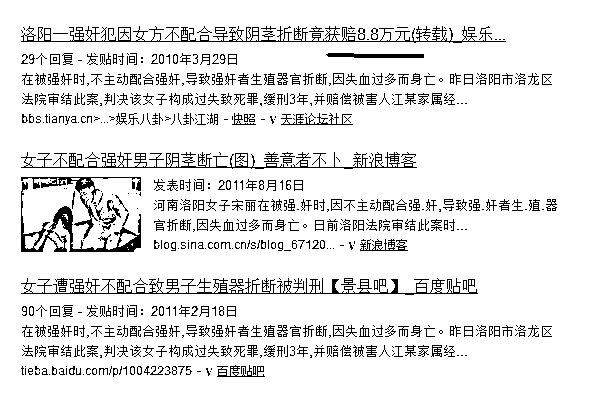 洛阳一强奸犯因女方不配合导致阴茎折断竟获赔8.8万元(转载)_娱乐...
29个回复 - 发贴时间：2010年3月29日
在被强奸时,不主动配合强奸,导致强奸者生殖器官折断,因失血过多而身亡。昨日洛阳市洛龙区
法院审结此案,判决该女子构成过失致死罪,缓刑3年,并赔偿被害人江某家属经...
bbs.tianya.cn>...>娱乐八卦>八卦江湖 - 快照 - V 天涯论坛社区
女子不配合强奸男子阴茎断亡(图)_善意者不卜_新浪博客
发表时间：2011年8月16日
河南洛阳女子宋丽在被强.奸时,因不主动配合强.奸,导致强.奸者生.殖.器
官折断,因失血过多而身亡。日前洛阳法院审结此案时...
blog.sina.com.cn/s/blog_67120... - V 新浪博客
女子遭强奸不配合致男子生殖器折断被判刑【景县吧】_百度贴吧
90个回复 - 发贴时间：2011年2月18日
在被强奸时,不主动配合强奸,导致强奸者生殖器官折断,因失血过多而身亡。昨日洛阳市洛龙区
法院审结此案,判决该女子构成过失致死罪,缓刑3年,并赔偿被害人江某家属经...
tieba.baidu.com/p/1004223875 - V 百度贴吧